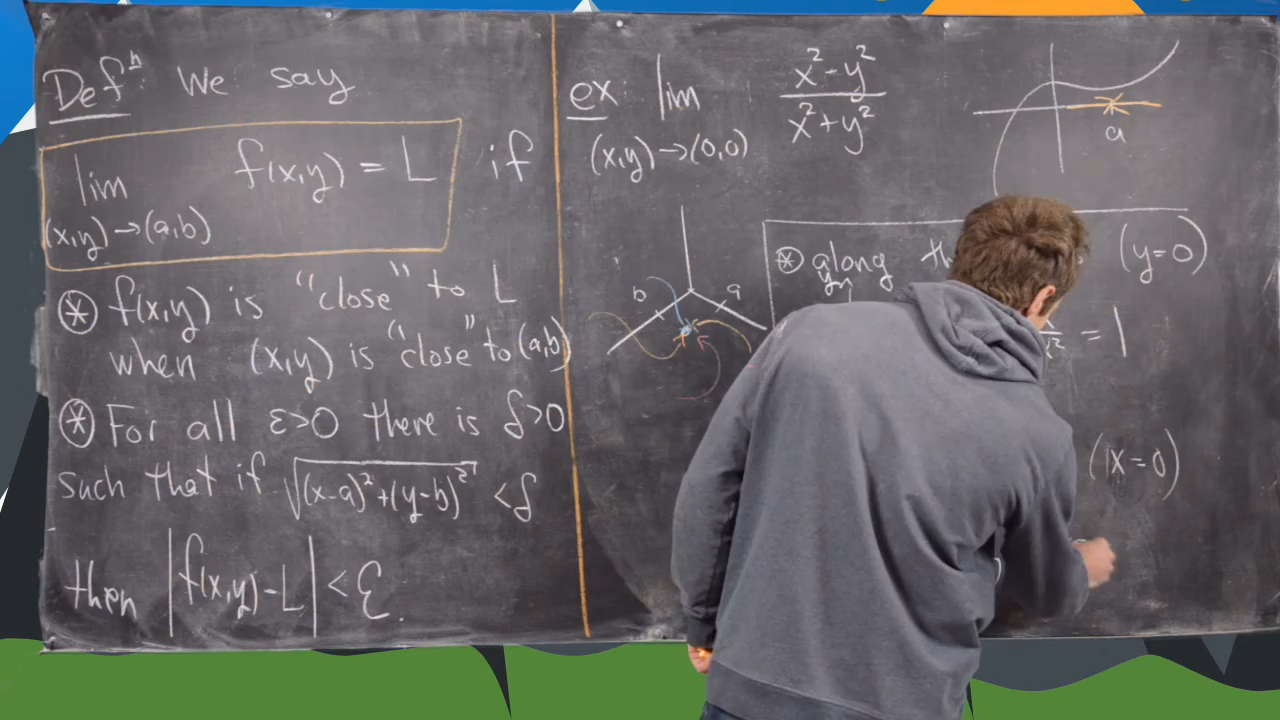 Defⁿ We say
lim f(x,y) = L if
(x,y)→(a,b)
⊛ f(x,y) is "close" to L
when (x,y) is "close" to (a,b)
⊛ For all ε>0 there is δ>0
such that if √((x-a)²+(y-b)²) <δ
then |f(x,y)-L| < ε.
ex lim x²-y² / x²+y²
(x,y)→(0,0)
a
b a
⊛ along (y=0)
= 1
(x=0)